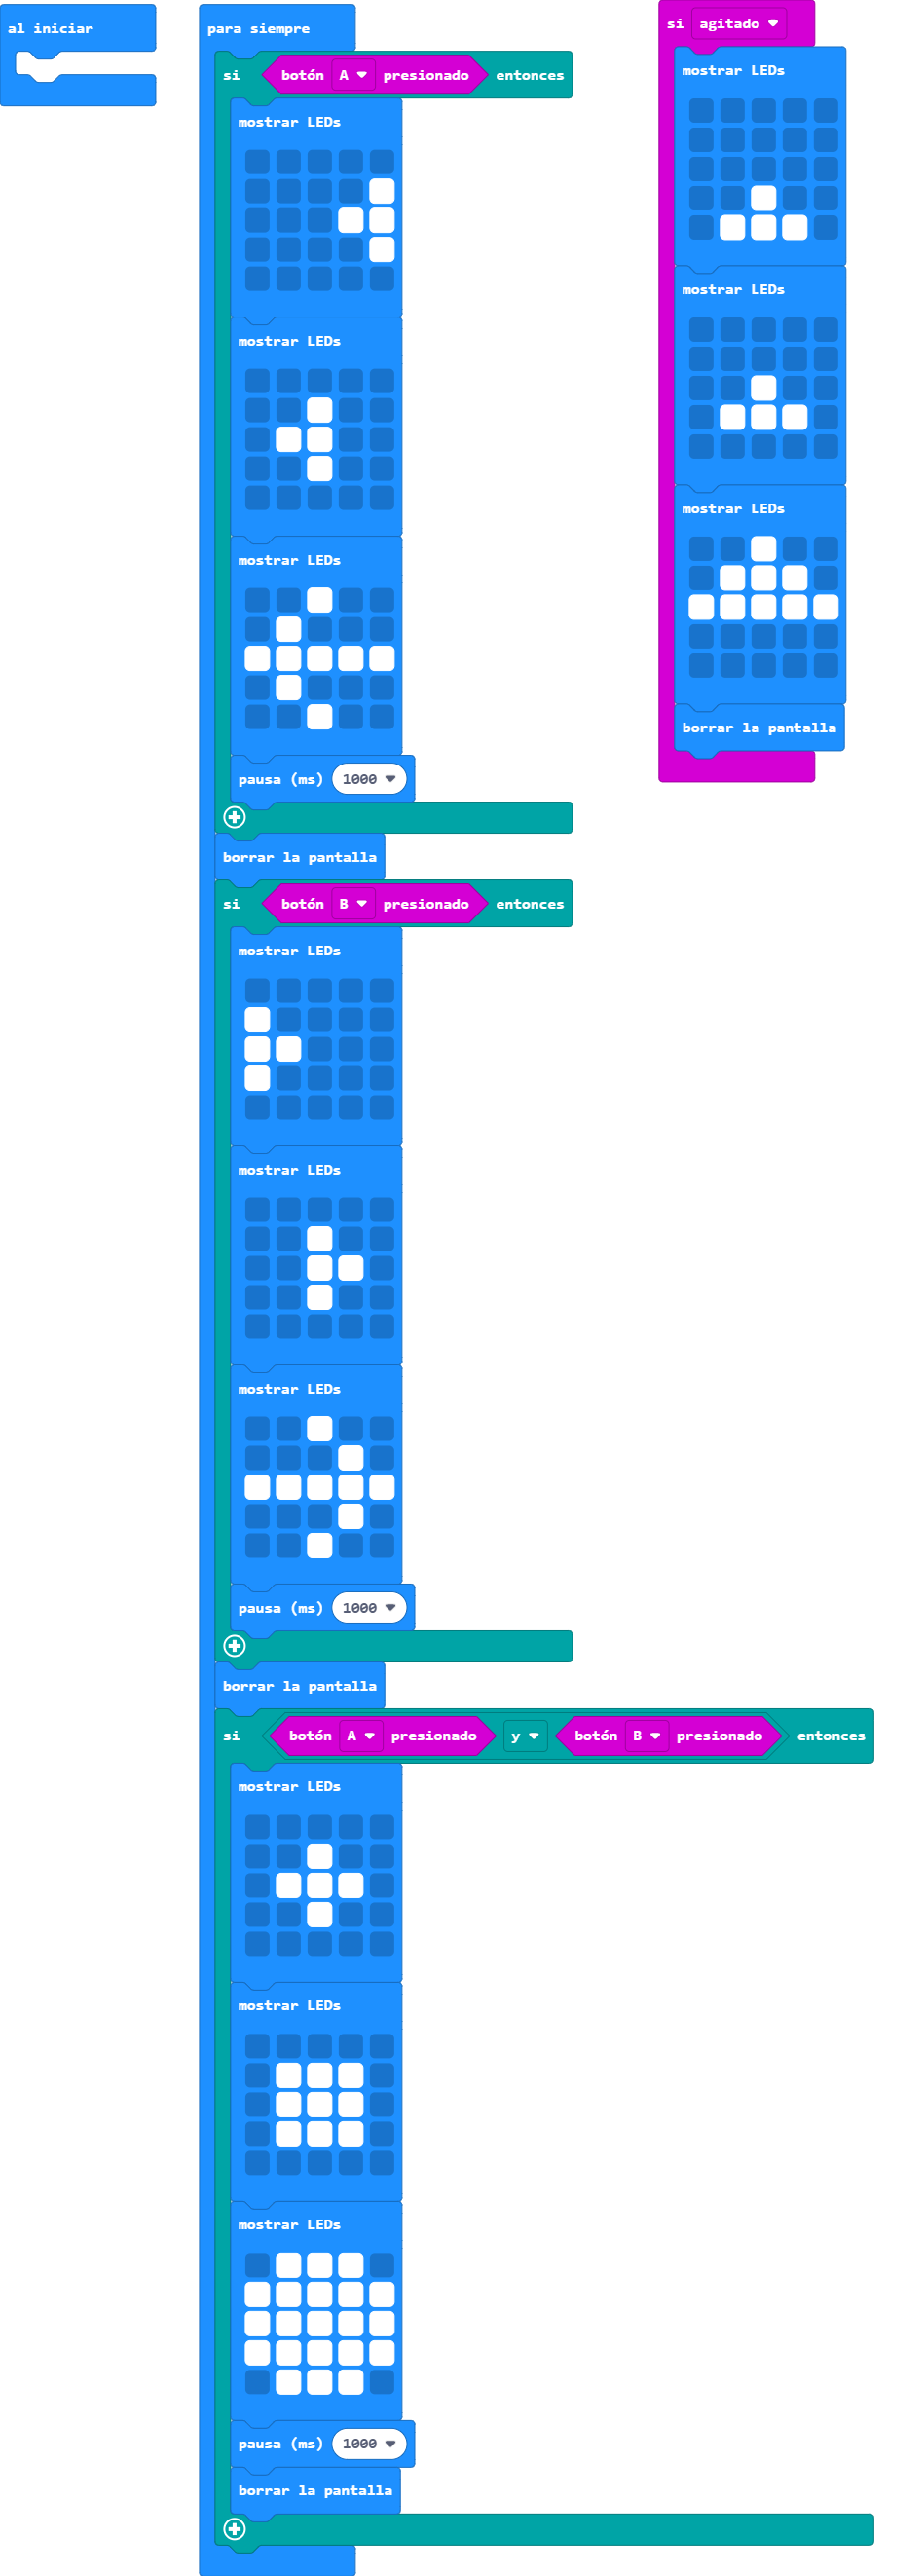 al iniciar
para siempre
si botón A presionado entonces
mostrar LEDs
mostrar LEDs
mostrar LEDs
pausa (ms) 1000
borrar la pantalla
si botón B presionado entonces
mostrar LEDs
mostrar LEDs
mostrar LEDs
pausa (ms) 1000
borrar la pantalla
si botón A presionado y botón B presionado entonces
mostrar LEDs
mostrar LEDs
mostrar LEDs
pausa (ms) 1000
borrar la pantalla
si agitado
mostrar LEDs
mostrar LEDs
mostrar LEDs
borrar la pantalla